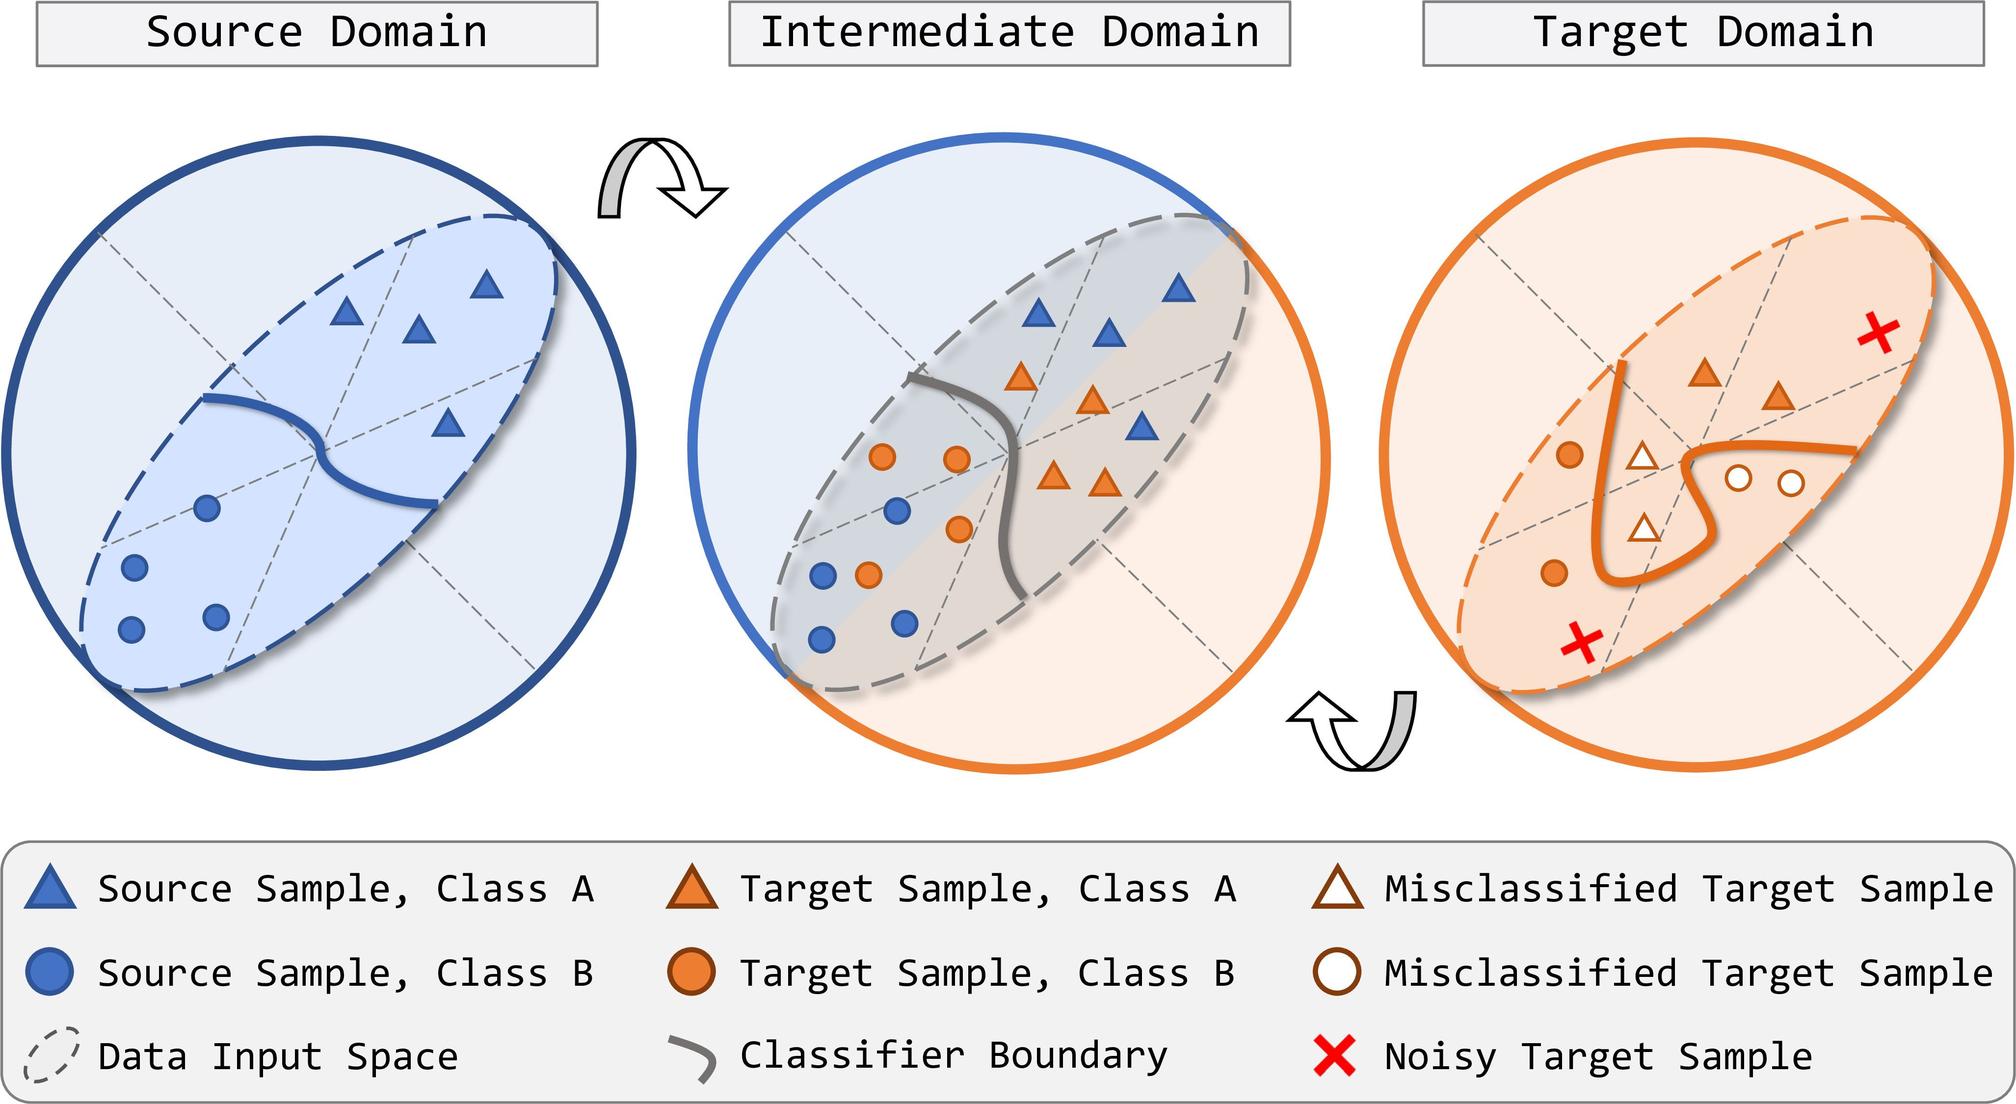 Source Domain
Intermediate Domain
Target Domain
Source Sample, Class A
Target Sample, Class A
Misclassified Target Sample
Source Sample, Class B
Target Sample, Class B
Misclassified Target Sample
Data Input Space
Classifier Boundary
Noisy Target Sample